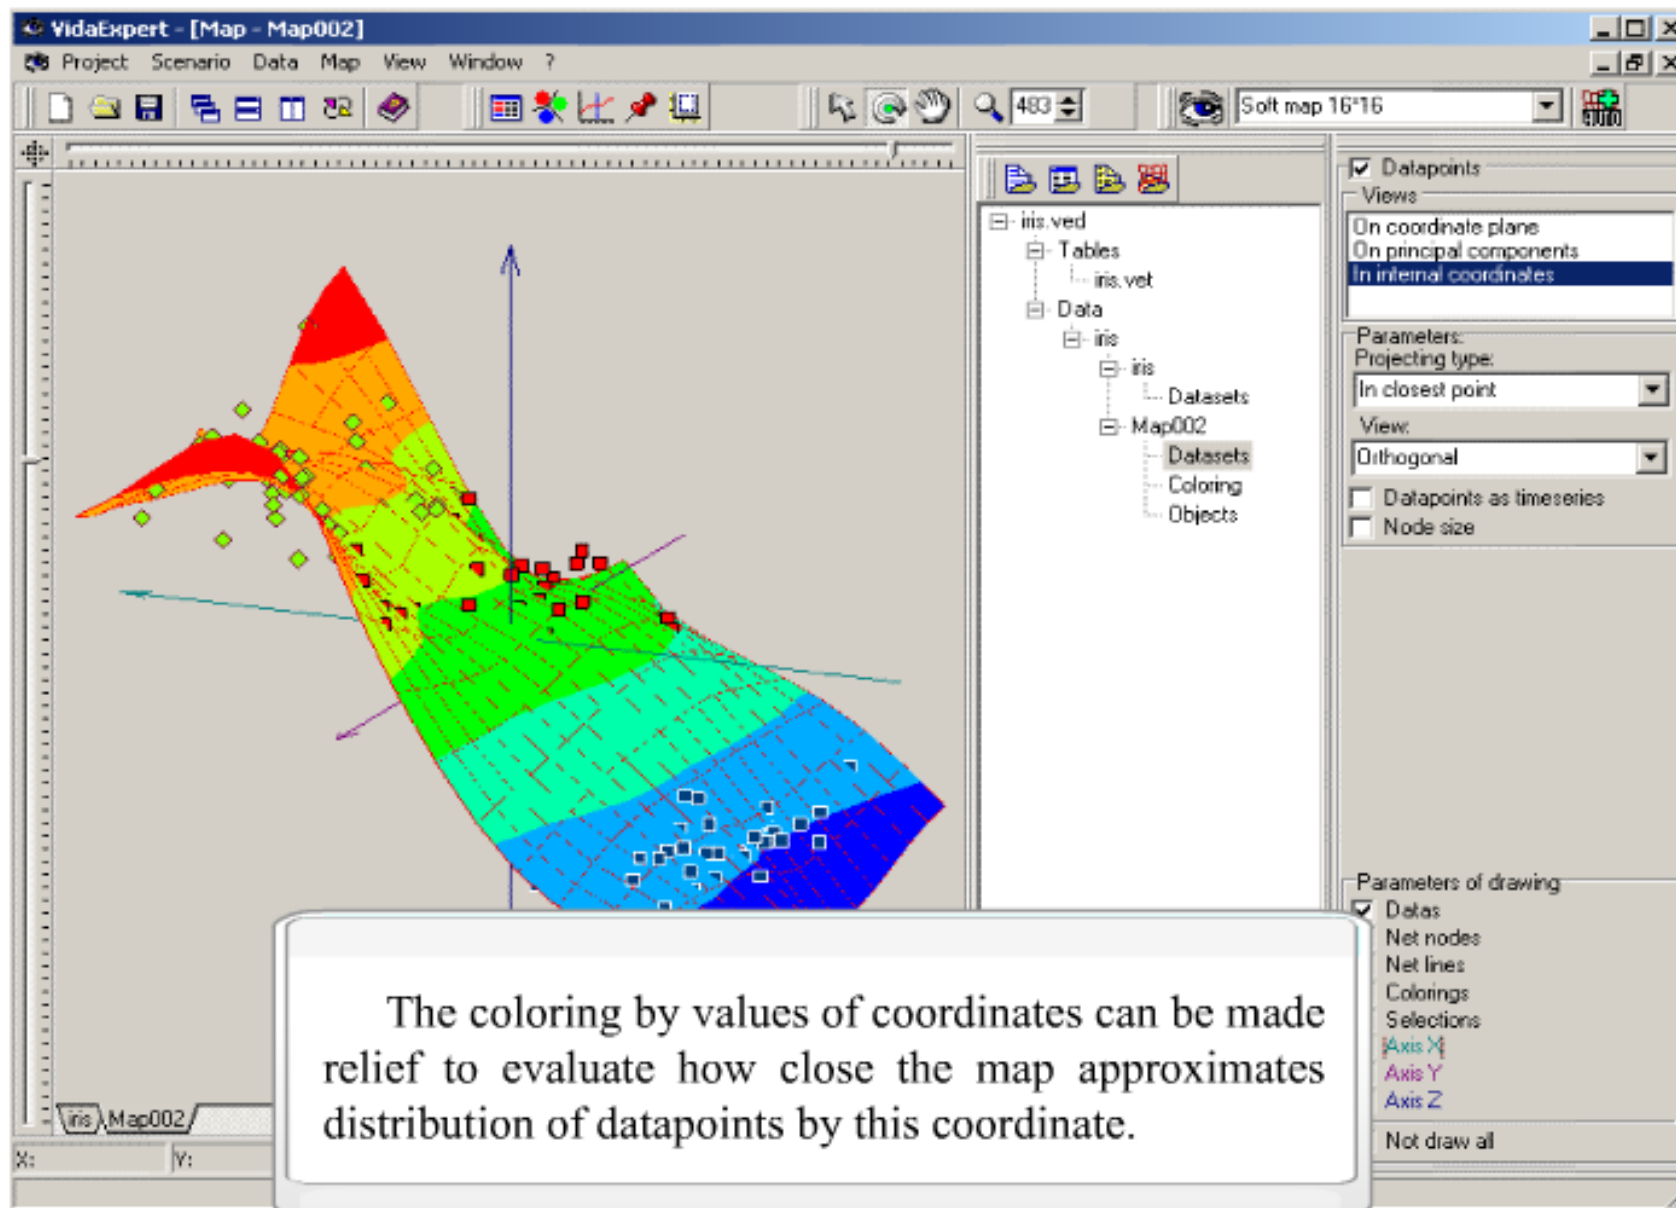 VidaExpert - [Map - Map002]
Project Scenario Data Map View Window ?
483
Soft map 16*16
iris.ved
Tables
iris.vet
Data
iris
iris
Datasets
Map002
Datasets
Coloring
Objects
Datapoints
Views
On coordinate plane
On principal components
In internal coordinates
Parameters:
Projecting type:
In closest point
View:
Orthogonal
Datapoints as timeseries
Node size
Parameters of drawing
Datas
Net nodes
Net lines
Colorings
Selections
Axis X
Axis Y
Axis Z
Not draw all
The coloring by values of coordinates can be made
relief to evaluate how close the map approximates
distribution of datapoints by this coordinate.
iris Map002
X: Y: